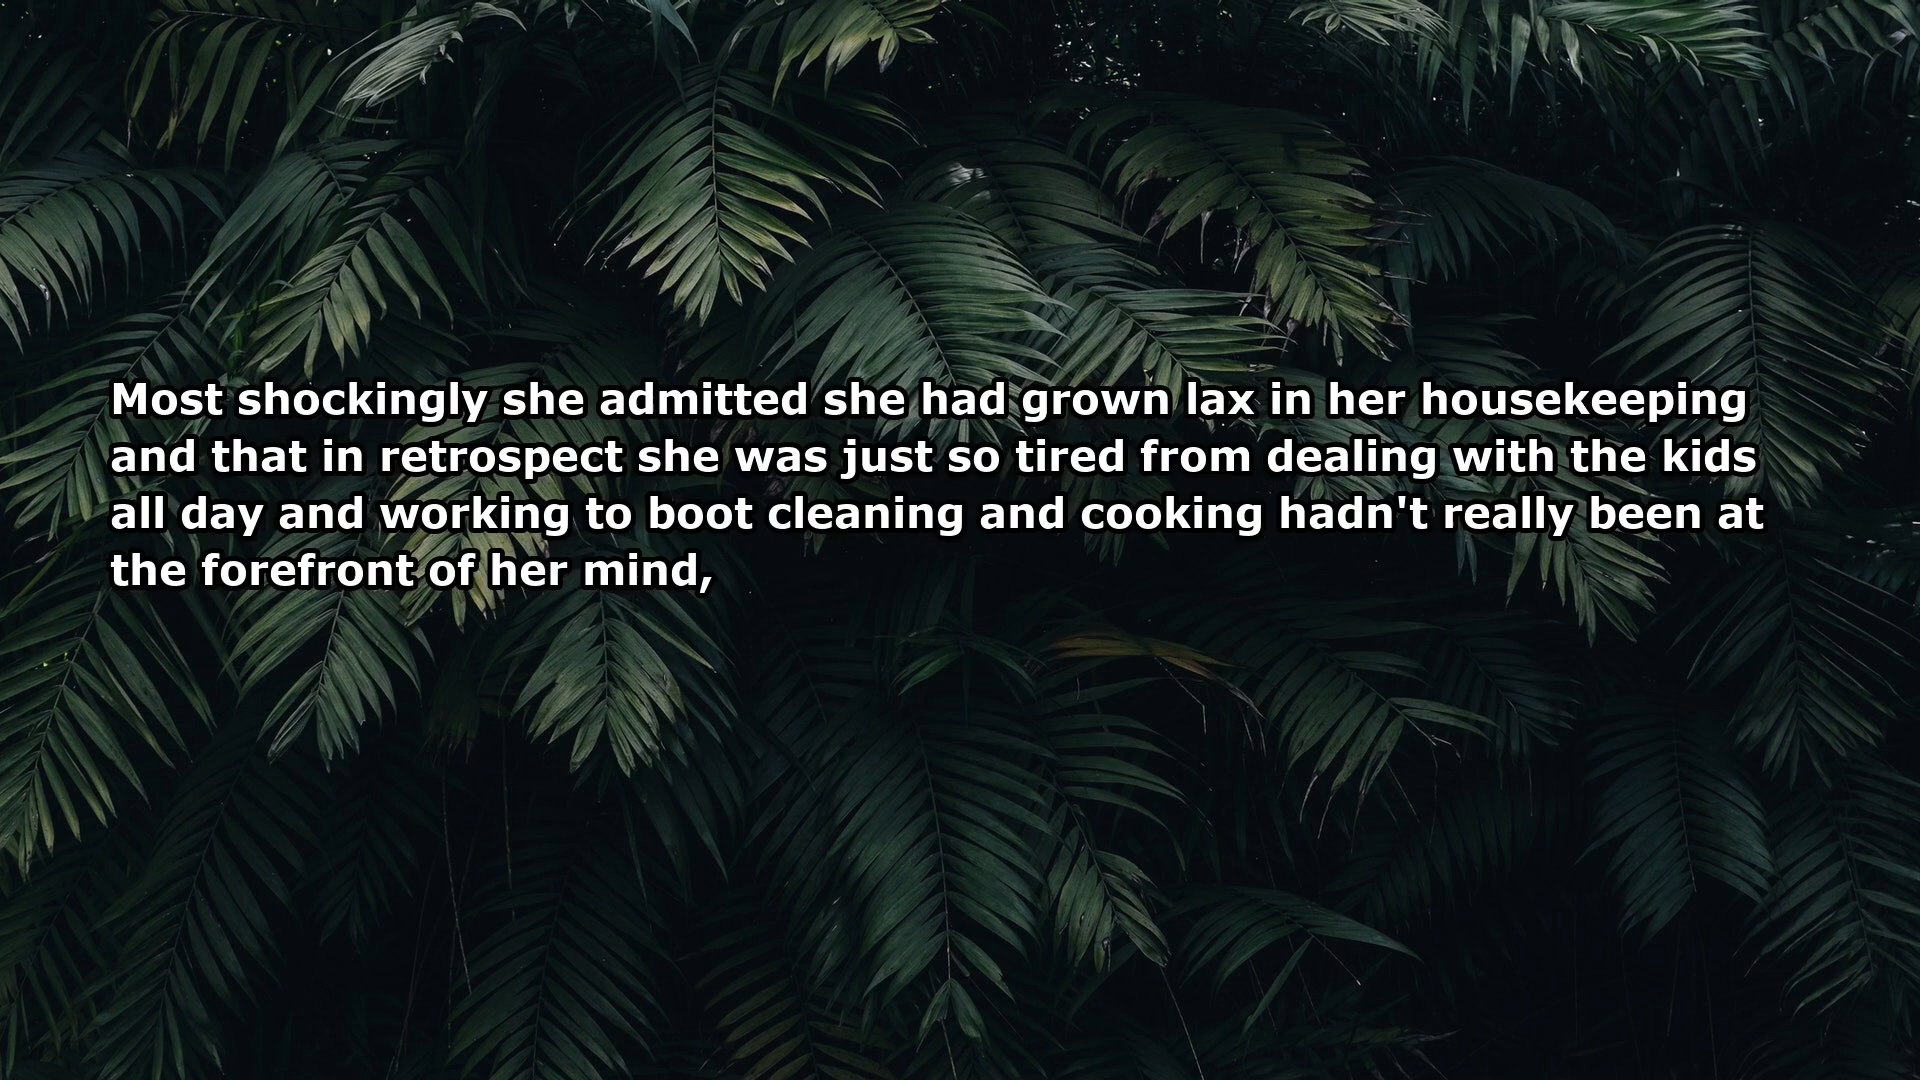 Most shockingly she admitted she had grown lax in her housekeeping
and that in retrospect she was just so tired from dealing with the kids
all day and working to boot cleaning and cooking hadn't really been at
the forefront of her mind,